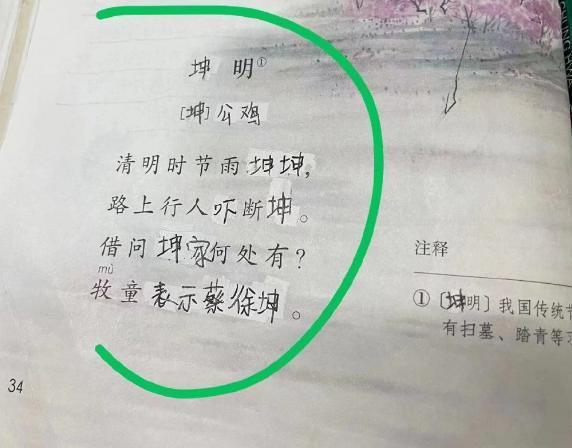 坤明①
[坤]公鸡
清明时节雨坤坤，
路上行人吓断坤。
借问坤家何处有？
mù
牧童表示蔡徐坤。
注释
①〔坤明〕我国传统节
有扫墓、踏青等
34